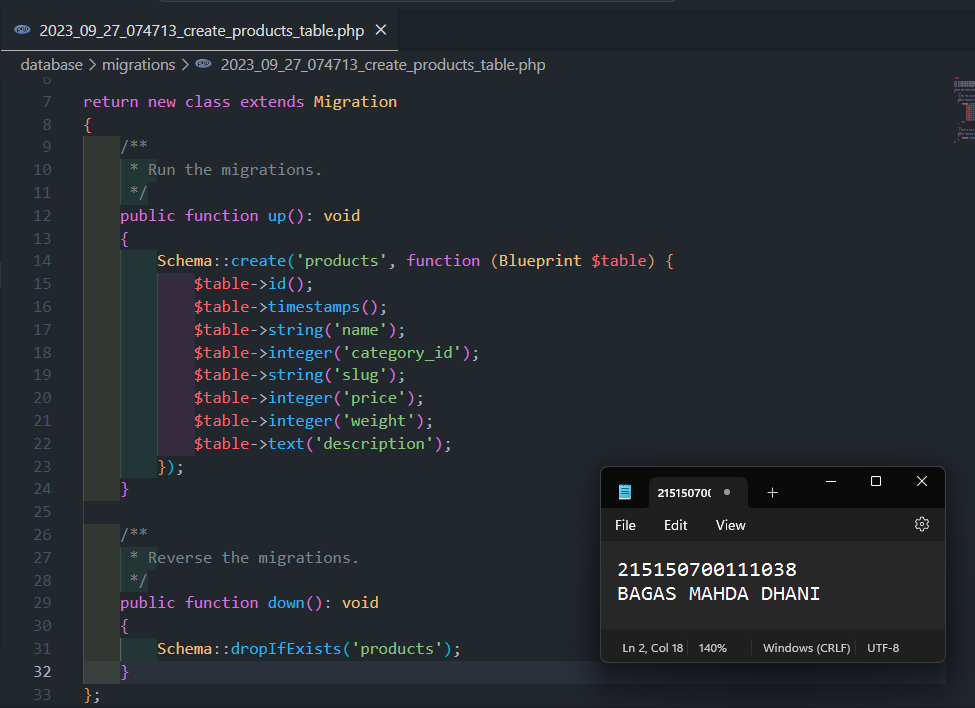 2023_09_27_074713_create_products_table.php
database > migrations > 2023_09_27_074713_create_products_table.php
6
7 return new class extends Migration
8 {
9 /**
10 * Run the migrations.
11 */
12 public function up(): void
13 {
14 Schema::create('products', function (Blueprint $table) {
15 $table->id();
16 $table->timestamps();
17 $table->string('name');
18 $table->integer('category_id');
19 $table->string('slug');
20 $table->integer('price');
21 $table->integer('weight');
22 $table->text('description');
23 });
24 }
25
26 /**
27 * Reverse the migrations.
28 */
29 public function down(): void
30 {
31 Schema::dropIfExists('products');
32 }
33 };
21515070
File Edit View
215150700111038
BAGAS MAHDA DHANI
Ln 2, Col 18 140% Windows (CRLF) UTF-8